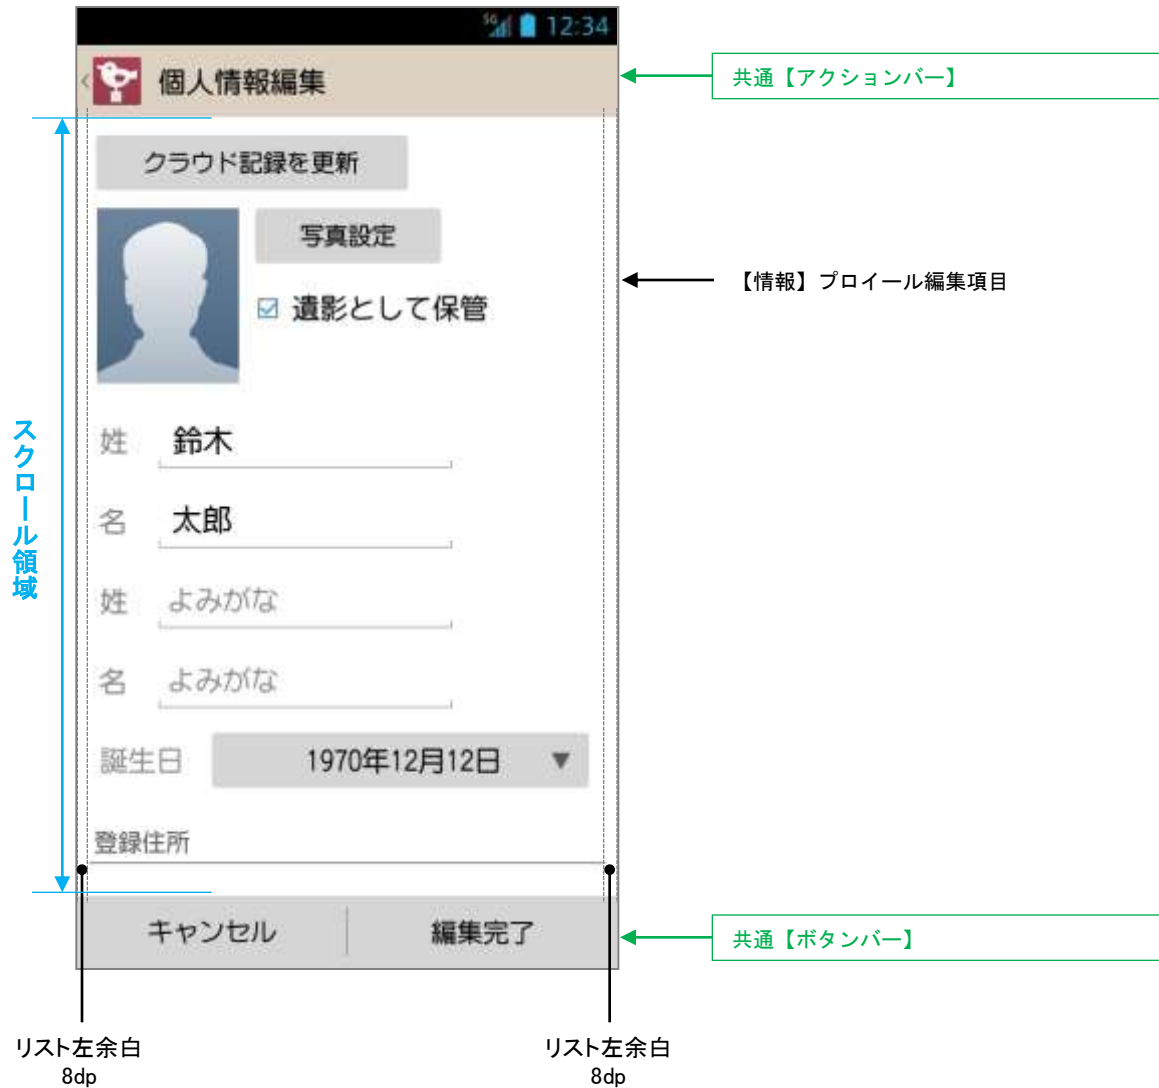 5G 12:34
個人情報編集
共通【アクションバー】
クラウド記録を更新
写真設定
【情報】プロイール編集項目
遺影として保管
スクロール領域
姓 鈴木
名 太郎
姓 よみがな
名 よみがな
誕生日 1970年12月12日 ▼
登録住所
キャンセル 編集完了
共通【ボタンバー】
リスト左余白
8dp
リスト左余白
8dp